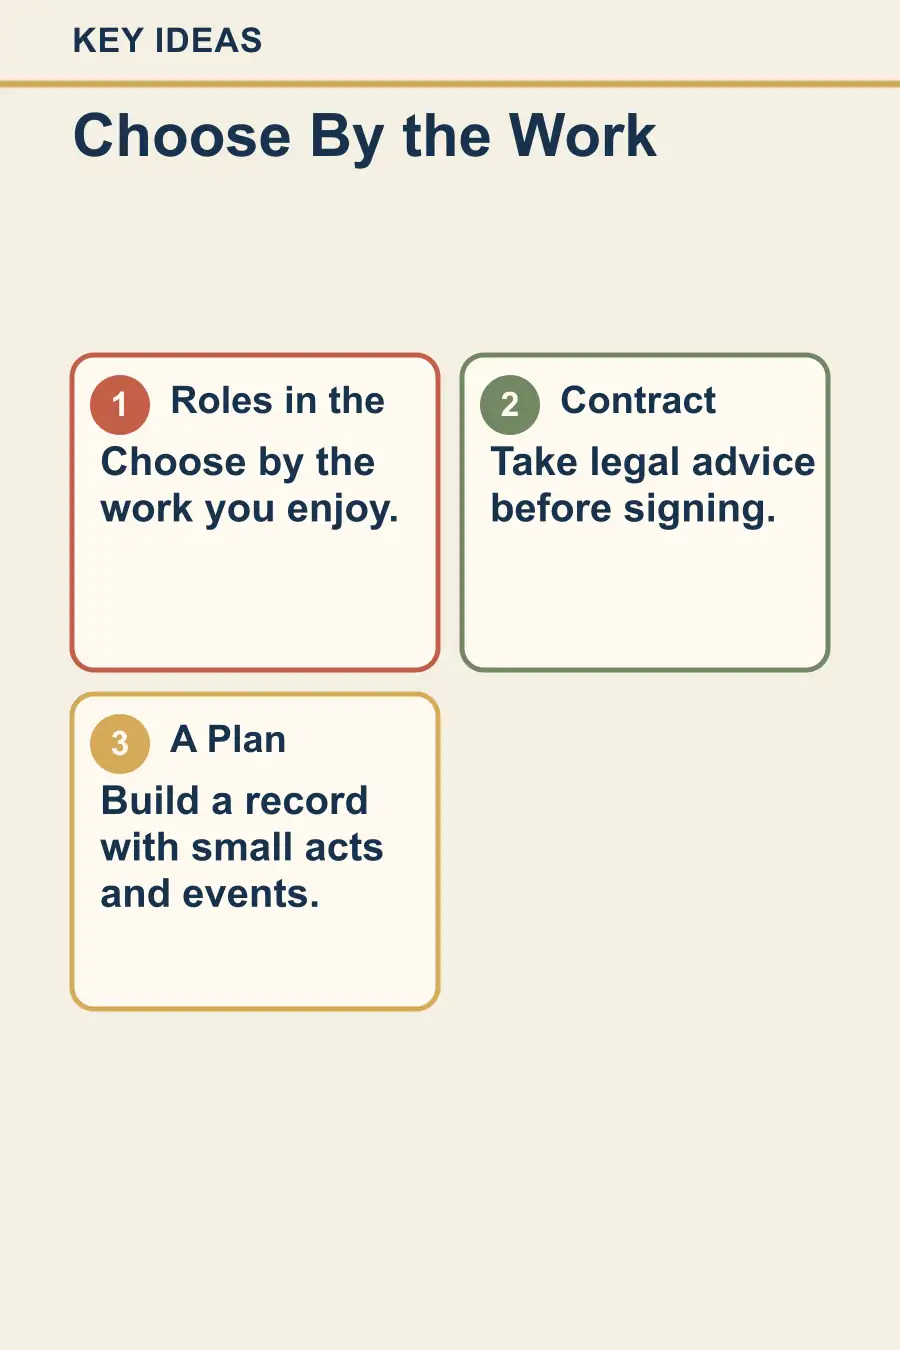 KEY IDEAS
Choose By the Work
1 Roles in the
Choose by the
work you enjoy.
2 Contract
Take legal advice
before signing.
3 A Plan
Build a record
with small acts
and events.